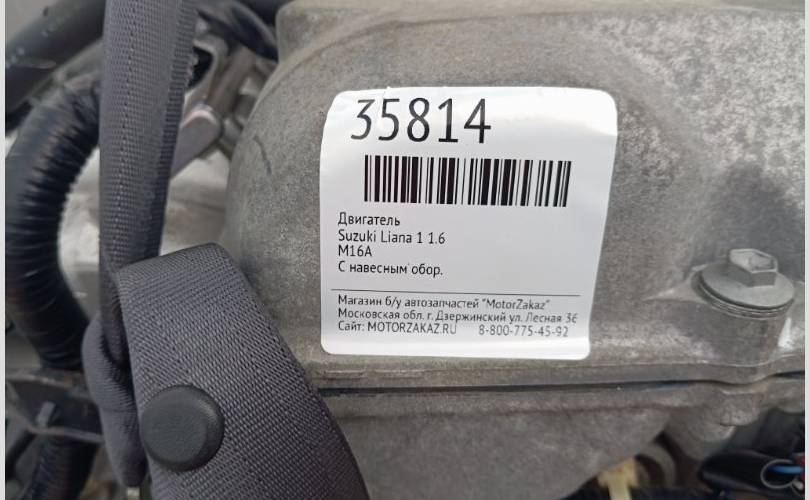 35814
Двигатель
Suzuki Liana 1 1.6
M16A
С навесным обор.
Магазин б/у автозапчастей "MotorZakaz"
Московская обл. г. Дзержинский ул. Лесная 36
Сайт: MOTORZAKAZ.RU 8-800-775-45-92